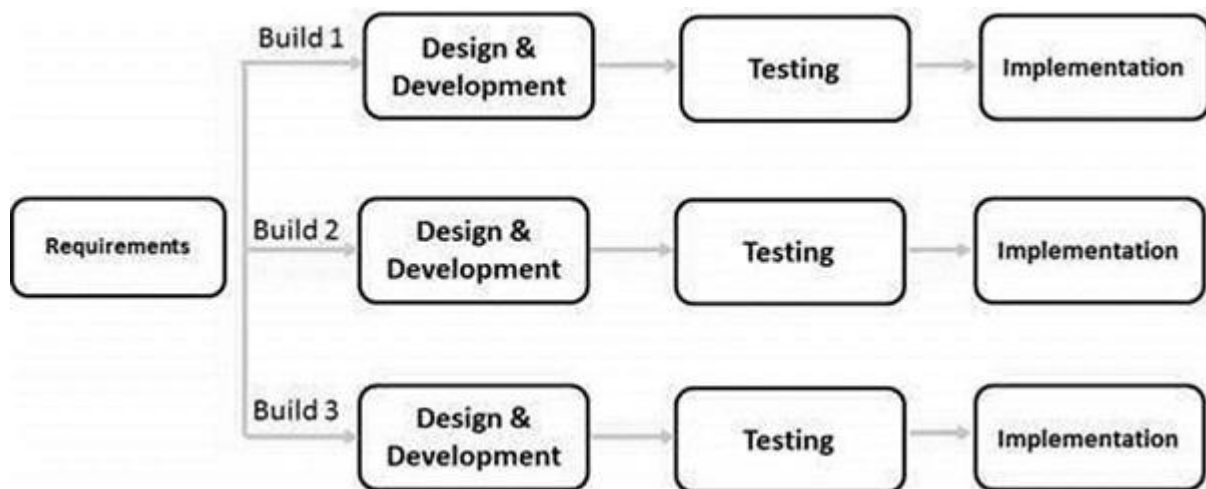 Build 1
Design &
Development
Testing
Implementation
Requirements
Build 2
Design &
Development
Testing
Implementation
Build 3
Design &
Development
Testing
Implementation